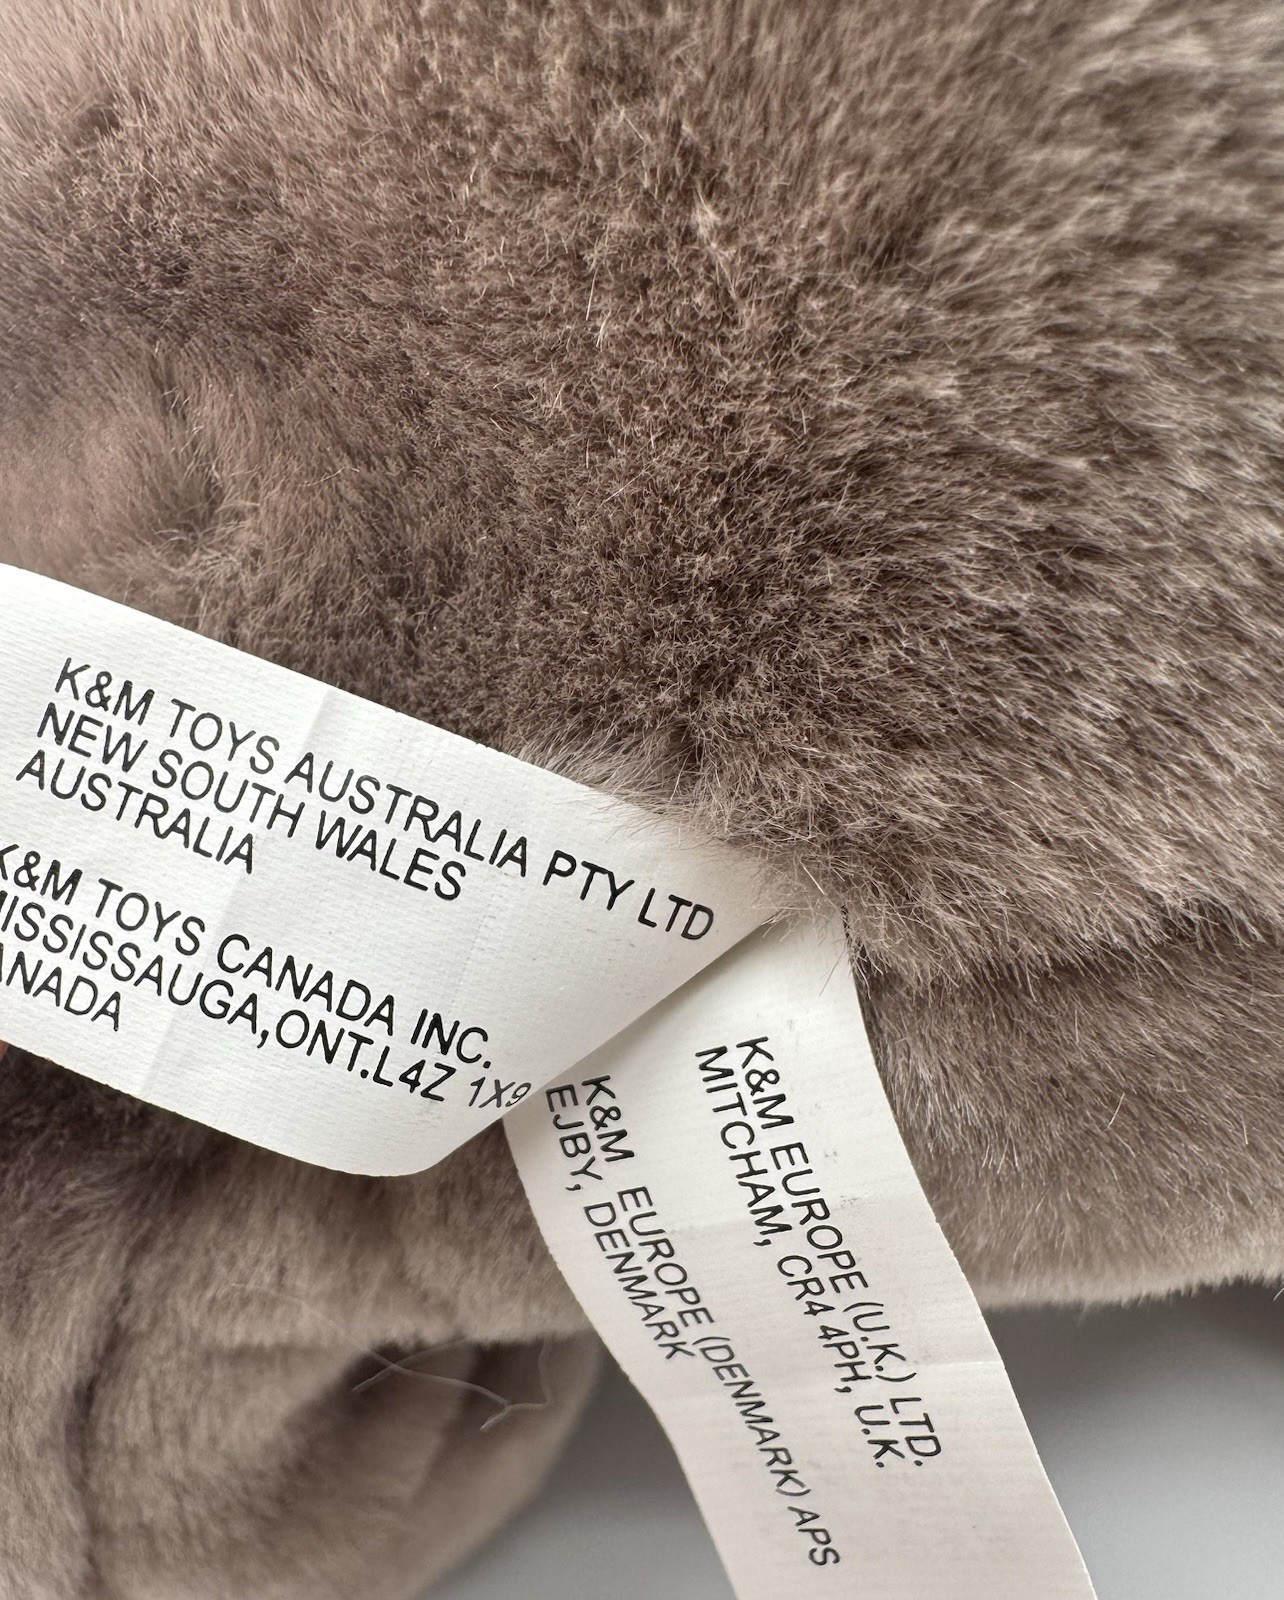 K&M TOYS AUSTRALIA PTY LTD
NEW SOUTH WALES
AUSTRALIA
K&M TOYS CANADA INC.
MISSISSAUGA,ONT.L4Z 1X9
CANADA
K&M EUROPE (U.K.) LTD.
MITCHAM, CR4 4PH, U.K.
K&M EUROPE (DENMARK) APS
EJBY, DENMARK